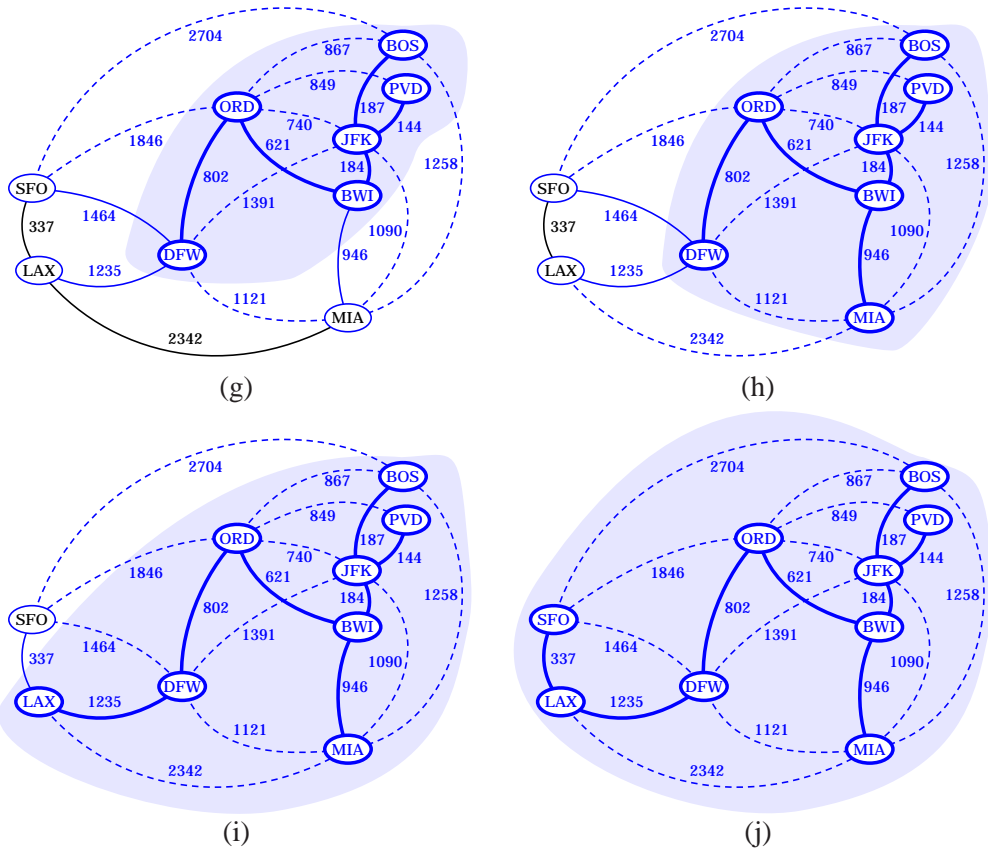 2704
867
BOS
849
PVD
ORD
187
144
740
JFK
1846
621
184
1258
802
BWI
SFO
1391
1464
337
1090
DFW
946
LAX
1235
1121
MIA
2342
(g)
2704
867
BOS
849
PVD
ORD
187
144
740
JFK
1846
621
184
1258
802
BWI
SFO
1391
1464
337
1090
DFW
946
LAX
1235
1121
MIA
2342
(h)
2704
867
BOS
849
PVD
ORD
187
144
740
JFK
1846
621
184
1258
802
SFO
BWI
1391
1464
337
1090
DFW
946
LAX
1235
1121
MIA
2342
(i)
2704
867
BOS
849
PVD
ORD
187
144
740
JFK
1846
621
184
1258
802
SFO
BWI
1391
1464
337
1090
DFW
946
LAX
1235
1121
MIA
2342
(j)